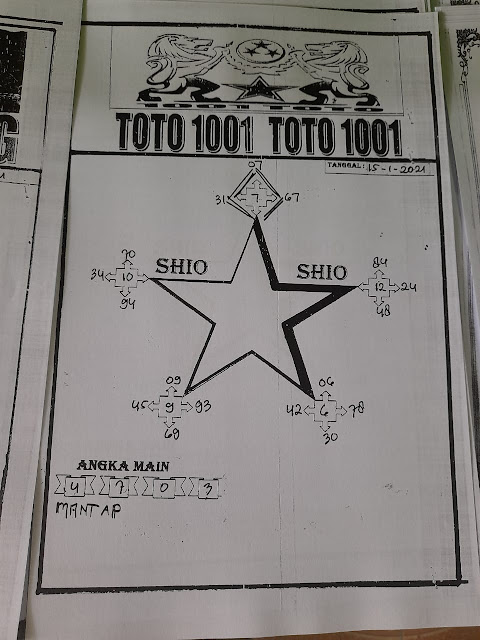 TOTO 1001 TOTO 1001
TANGGAL: 15-1-2021
07
31 7 67
SHIO SHIO
70
34 10
94
84
12 24
48
09
45 9 93
69
06
42 6 78
30
ANGKA MAIN
4 7 0 3
MANTAP